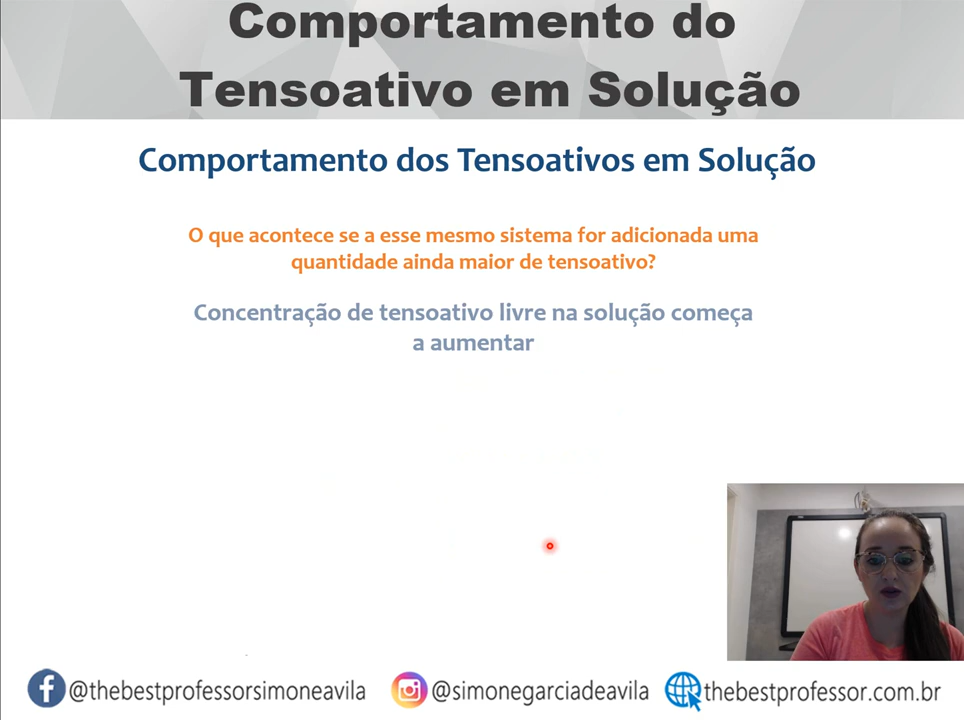 Comportamento do
Tensoativo em Solução
Comportamento dos Tensoativos em Solução
O que acontece se a esse mesmo sistema for adicionada uma
quantidade ainda maior de tensoativo?
Concentração de tensoativo livre na solução começa
a aumentar
@thebestprofessorsimoneavila
@simonegarciadeavila
thebestprofessor.com.br